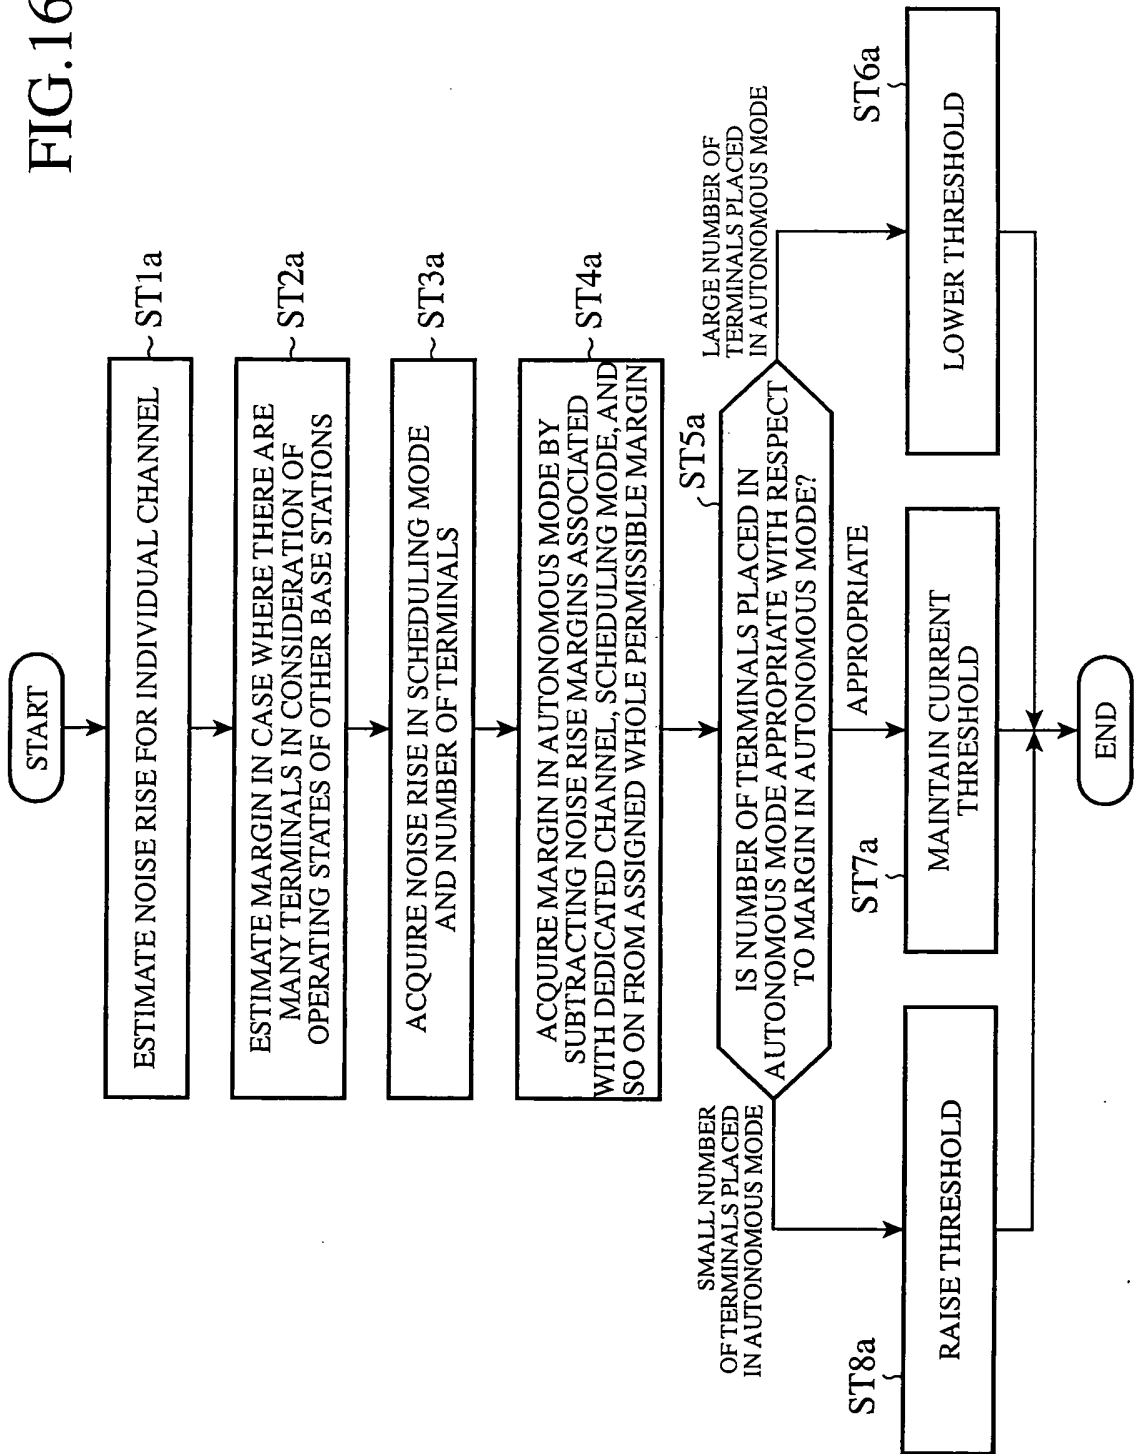 FIG.16
START
ESTIMATE NOISE RISE FOR INDIVIDUAL CHANNEL
ST1a
ESTIMATE MARGIN IN CASE WHERE THERE ARE
MANY TERMINALS IN CONSIDERATION OF
OPERATING STATES OF OTHER BASE STATIONS
ST2a
ACQUIRE NOISE RISE IN SCHEDULING MODE
AND NUMBER OF TERMINALS
ST3a
ACQUIRE MARGIN IN AUTONOMOUS MODE BY
SUBTRACTING NOISE RISE MARGINS ASSOCIATED
WITH DEDICATED CHANNEL, SCHEDULING MODE, AND
SO ON FROM ASSIGNED WHOLE PERMISSIBLE MARGIN
ST4a
ST5a
IS NUMBER OF TERMINALS PLACED IN
AUTONOMOUS MODE APPROPRIATE WITH RESPECT
TO MARGIN IN AUTONOMOUS MODE?
SMALL NUMBER
OF TERMINALS PLACED
IN AUTONOMOUS MODE
APPROPRIATE
LARGE NUMBER OF
TERMINALS PLACED
IN AUTONOMOUS MODE
ST8a
RAISE THRESHOLD
ST7a
MAINTAIN CURRENT
THRESHOLD
ST6a
LOWER THRESHOLD
END